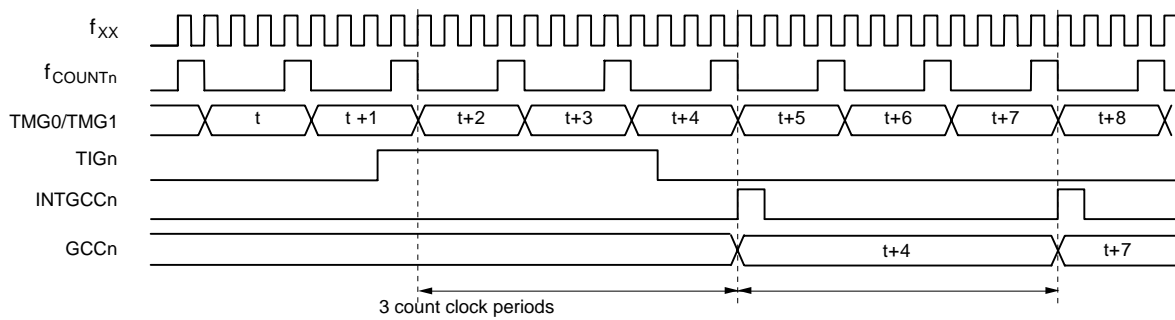 fXX
fCOUNTn
TMG0/TMG1 t t +1 t+2 t+3 t+4 t+5 t+6 t+7 t+8
TIGn
INTGCCn
GCCn t+4 t+7
3 count clock periods